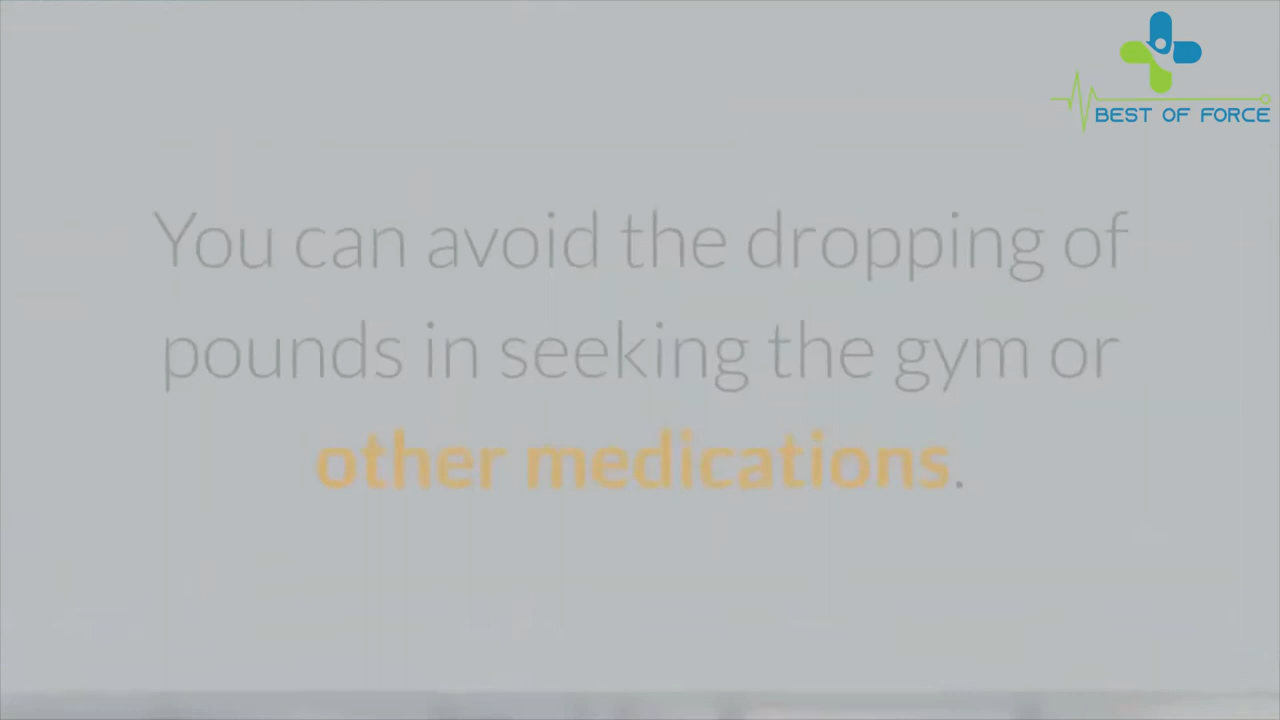 BEST OF FORCE
You can avoid the dropping of
pounds in seeking the gym or
other medications.